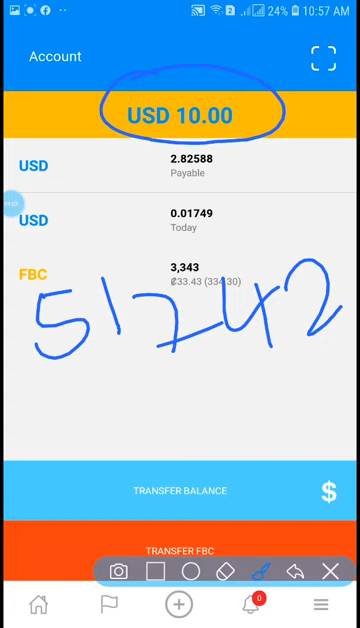 24% 10:57 AM
Account
USD 10.00
USD 2.82588
Payable
USD 0.01749
Today
FBC 3,343
₡33.43 (334.30)
51742
TRANSFER BALANCE $
TRANSFER FBC
0